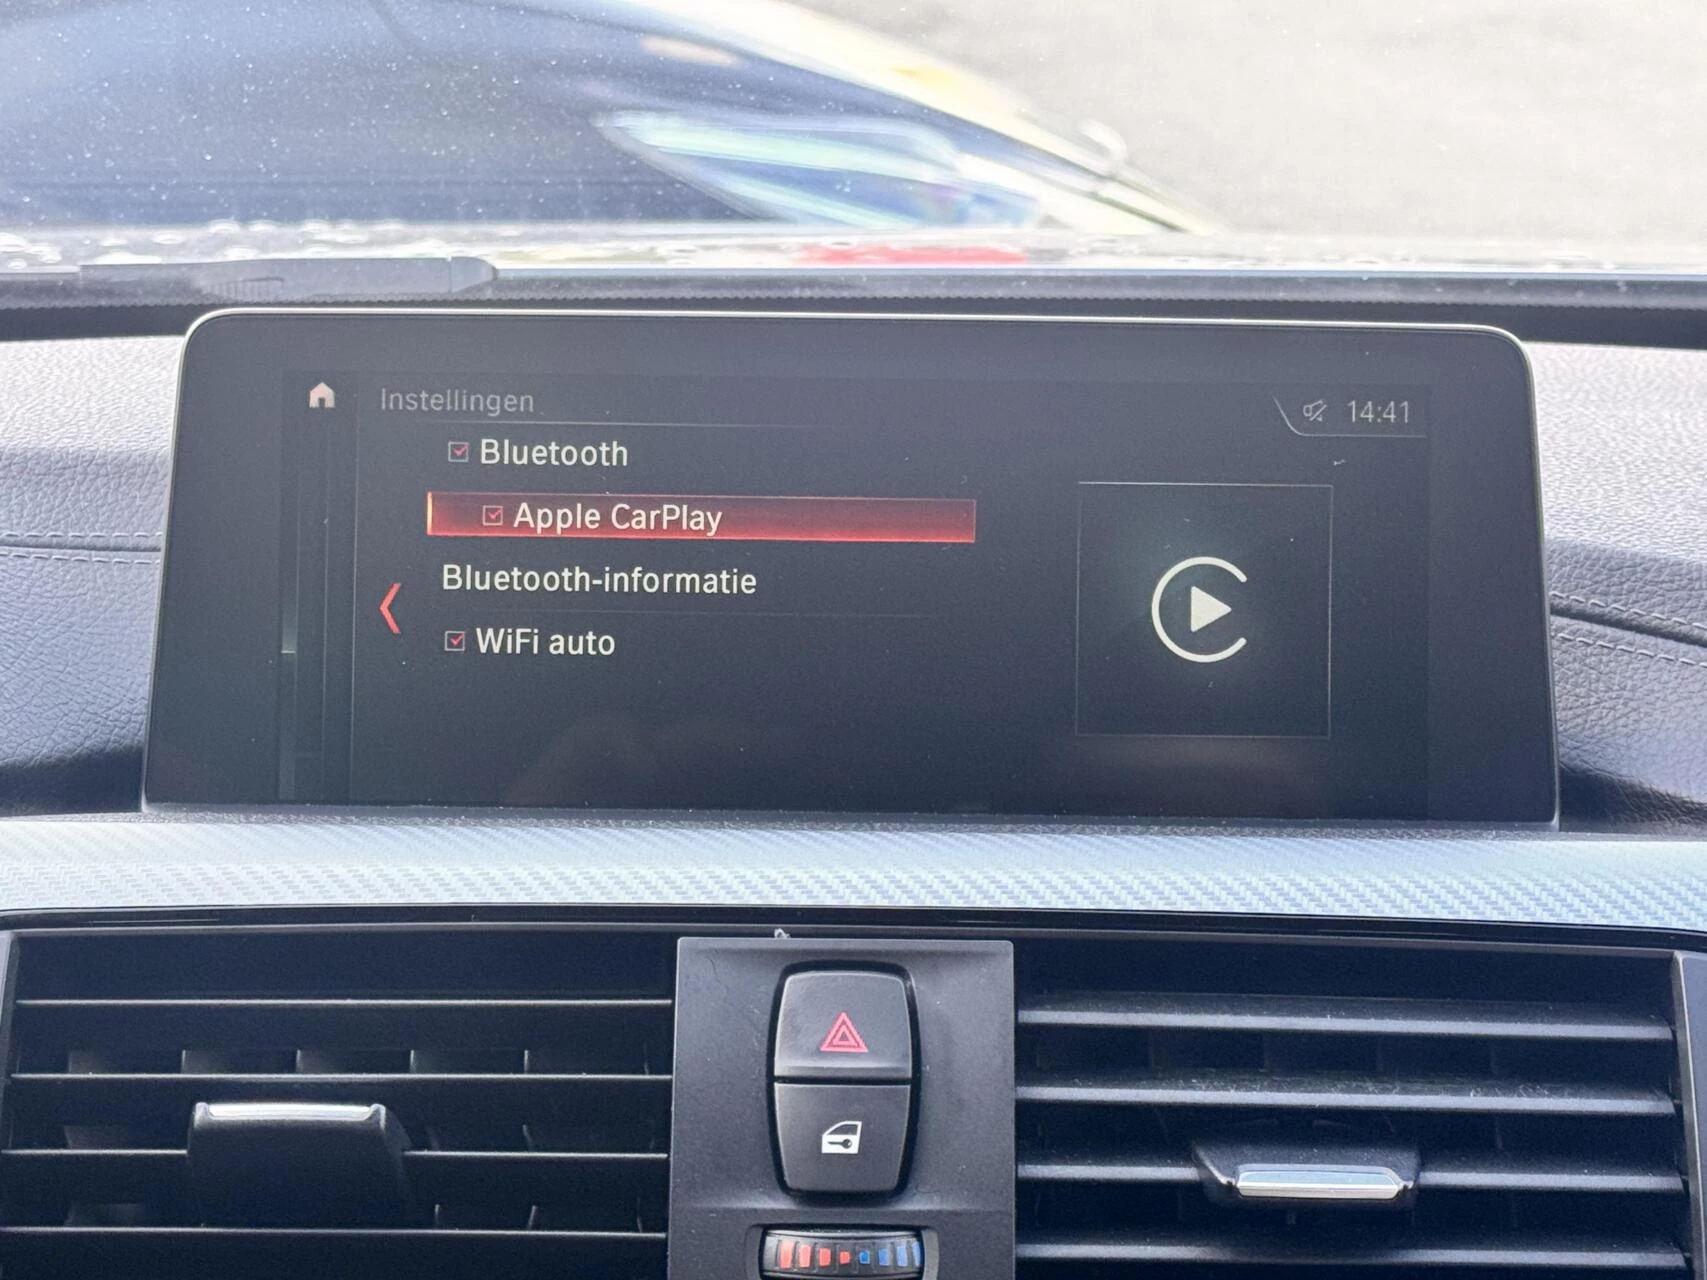 Instellingen
14:41
Bluetooth
Apple CarPlay
Bluetooth-informatie
WiFi auto